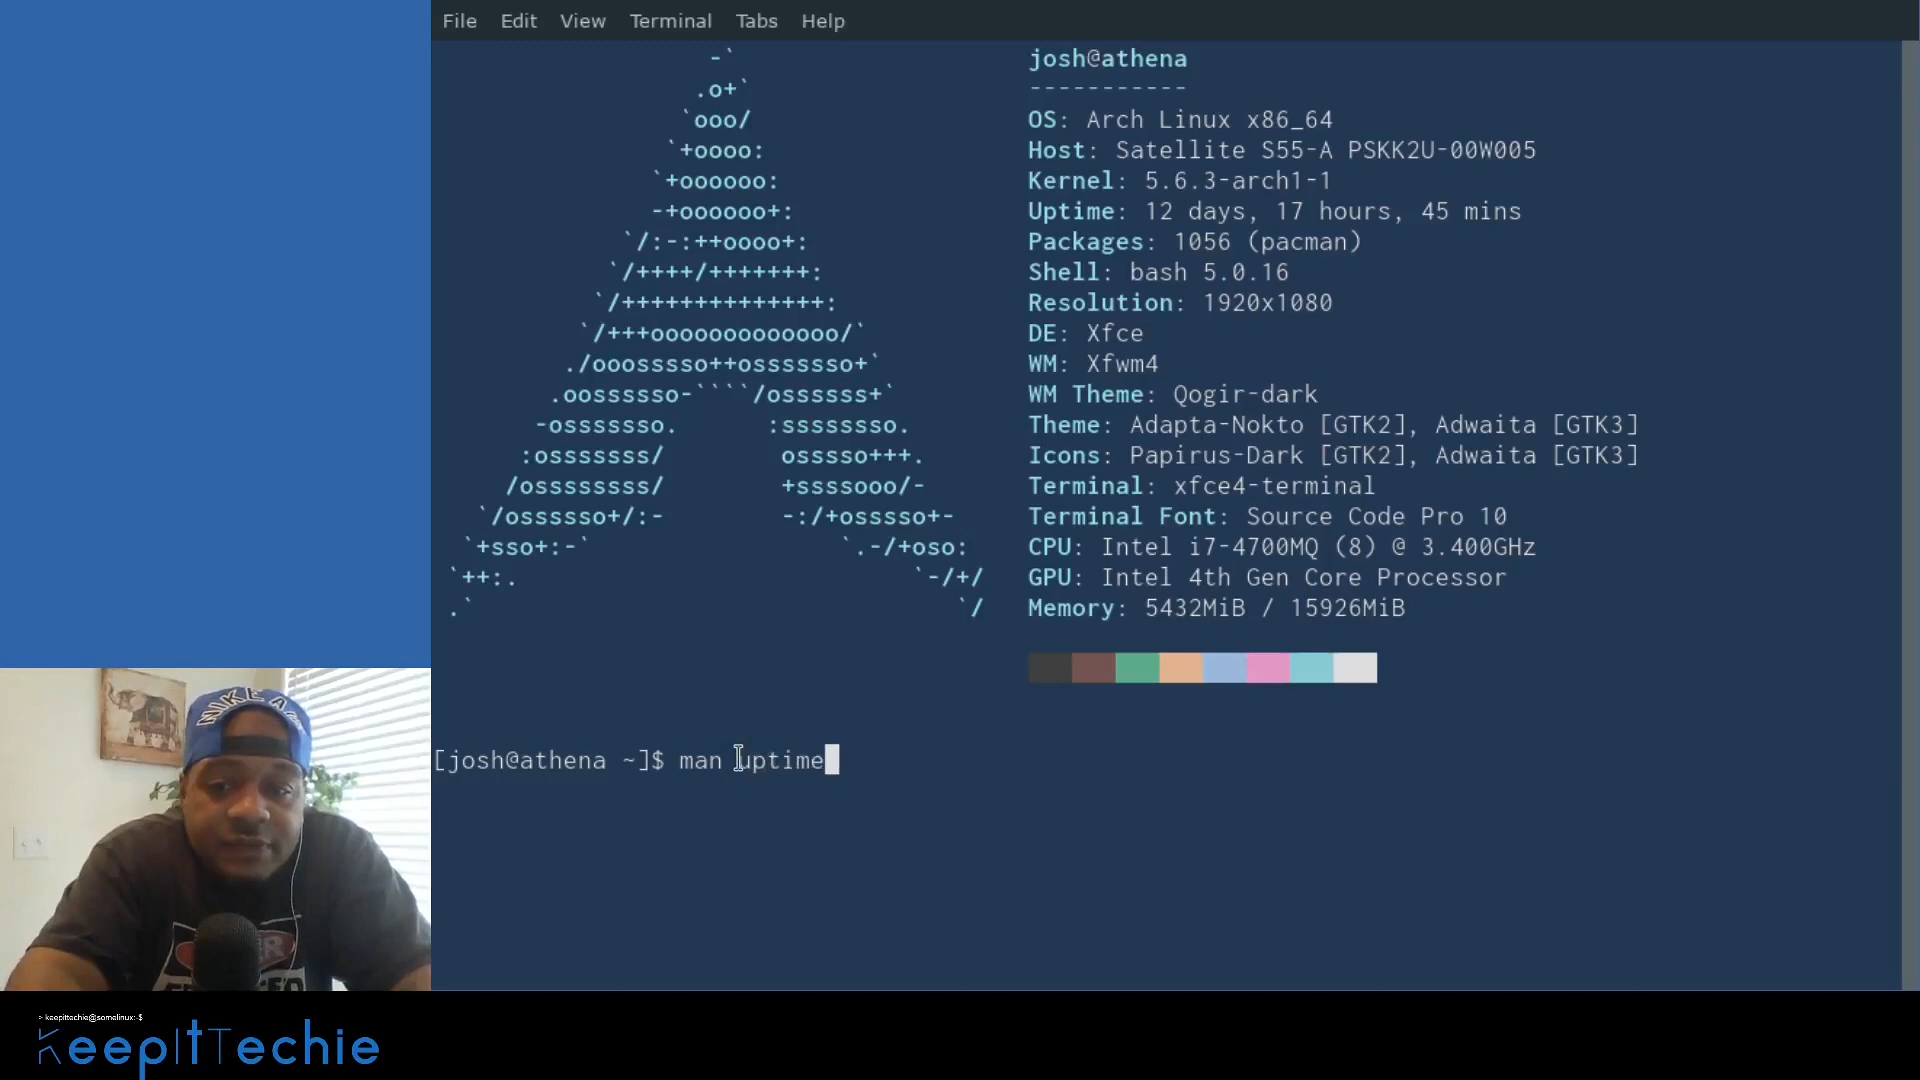 File Edit View Terminal Tabs Help
josh@athena
-----------
OS: Arch Linux x86_64
Host: Satellite S55-A PSKK2U-00W005
Kernel: 5.6.3-arch1-1
Uptime: 12 days, 17 hours, 45 mins
Packages: 1056 (pacman)
Shell: bash 5.0.16
Resolution: 1920x1080
DE: Xfce
WM: Xfwm4
WM Theme: Qogir-dark
Theme: Adapta-Nokto [GTK2], Adwaita [GTK3]
Icons: Papirus-Dark [GTK2], Adwaita [GTK3]
Terminal: xfce4-terminal
Terminal Font: Source Code Pro 10
CPU: Intel i7-4700MQ (8) @ 3.400GHz
GPU: Intel 4th Gen Core Processor
Memory: 5432MiB / 15926MiB
[josh@athena ~]$ man uptime
NIKE
> keepittechie@somelinux:-$
KeepItTechie